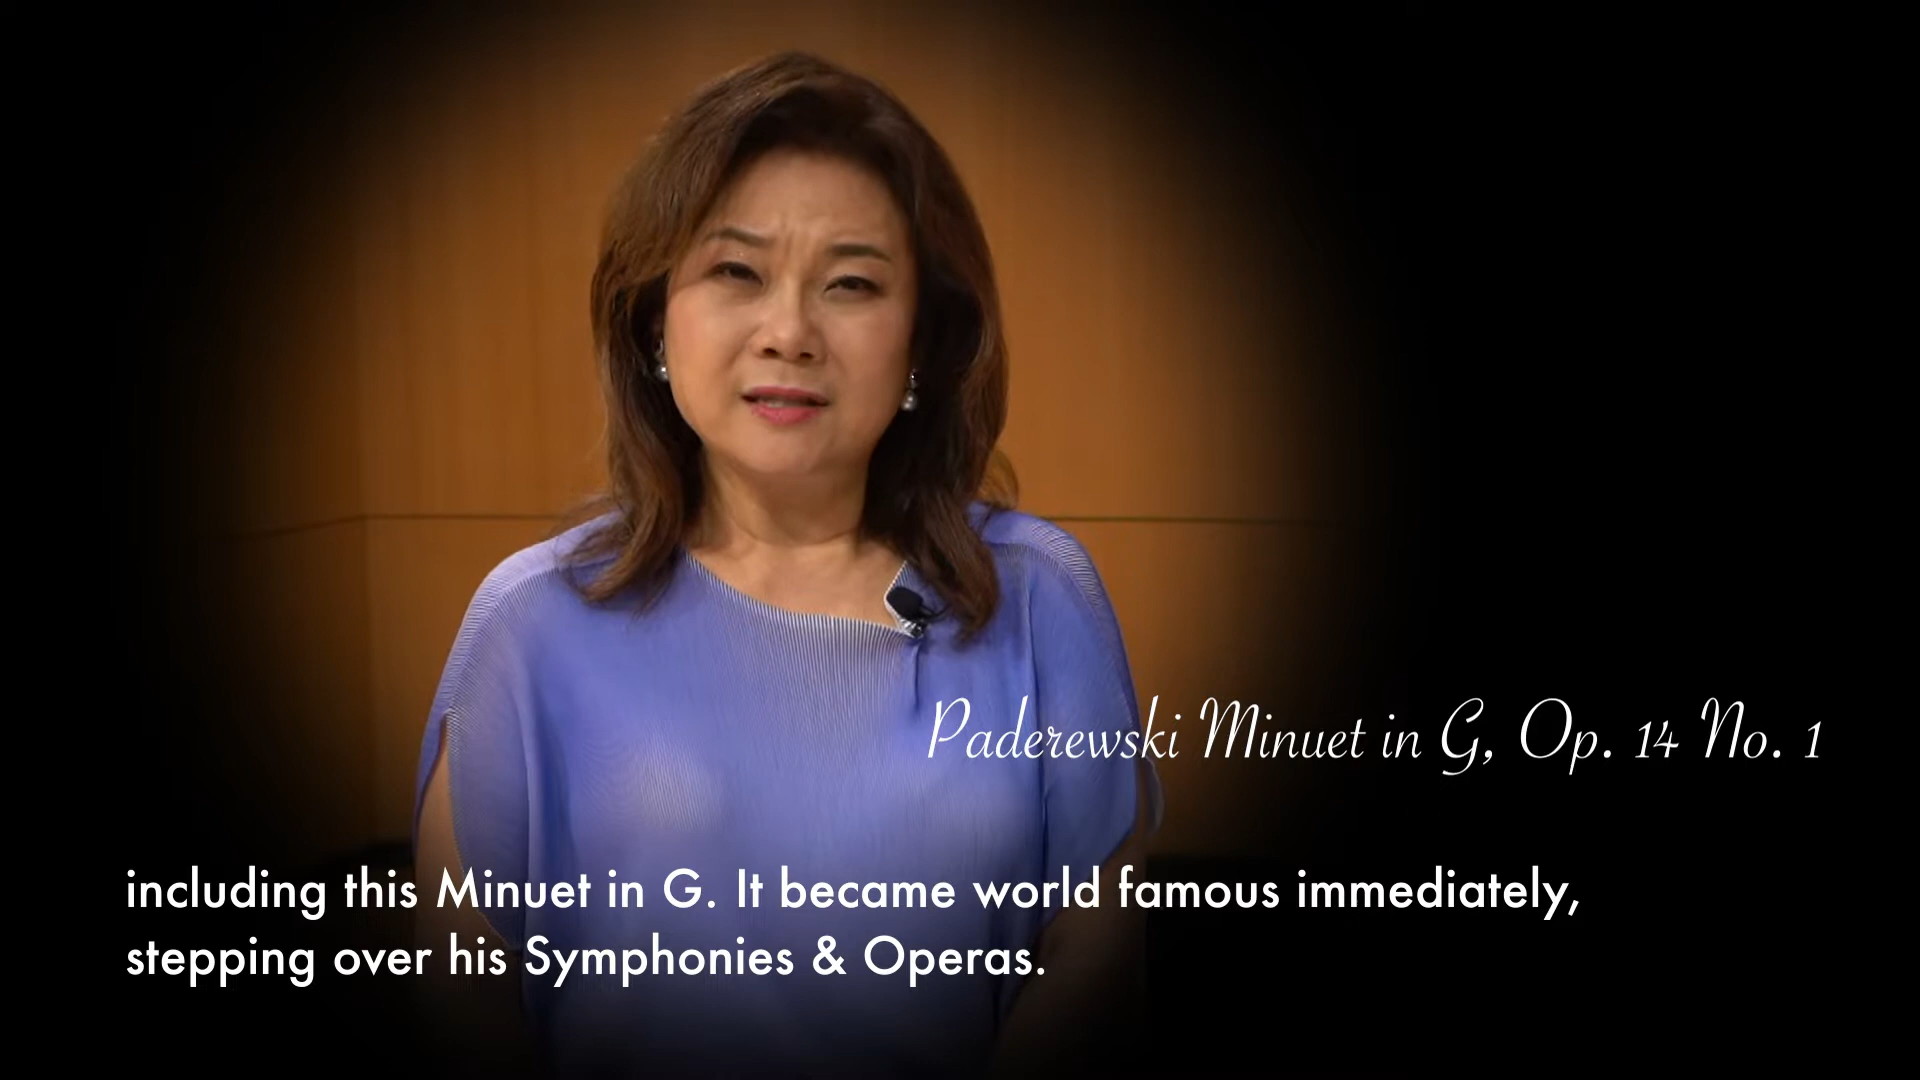 Paderewski Minuet in G, Op. 14 No. 1
including this Minuet in G. It became world famous immediately,
stepping over his Symphonies & Operas.